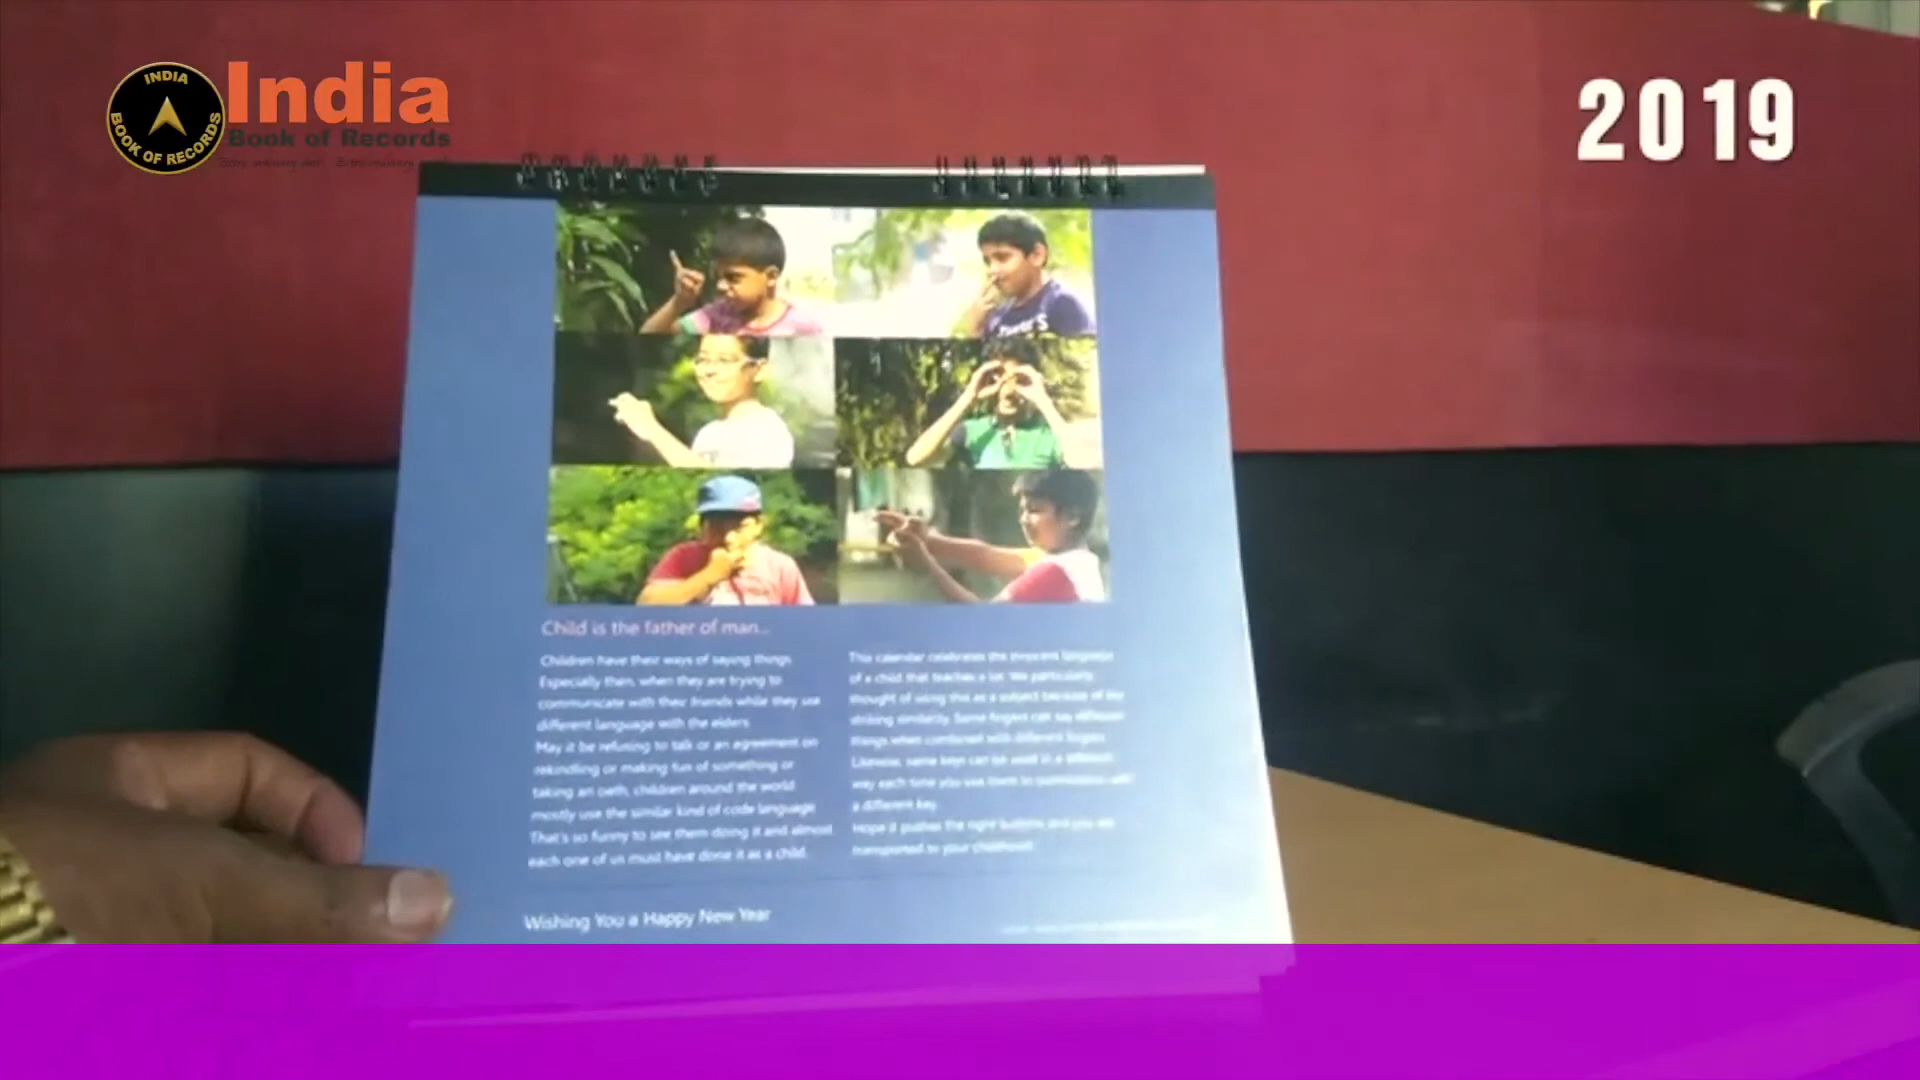 INDIA
BOOK OF RECORDS
India
Book of Records
2019
Child is the father of man...
Children have their ways of saying things.
Especially then, when they are trying to
communicate with their friends while they use
different language with the elders.
May it be refusing to talk or an agreement on
rekindling or making fun of something or
taking an oath, children around the world
mostly use the similar kind of code language.
That's so funny to see them doing it and almost
each one of us must have done it as a child.
This calendar celebrates the innocent language
of a child that teaches a lot. We particularly
thought of using this as a subject because of the
striking similarity. Same fingers can say different
things when combined with different fingers.
Likewise, same keys can be used in a different
way each time you use them in
a different key.
Hope it pushes the right buttons and you are
transported to your childhood.
Wishing You a Happy New Year